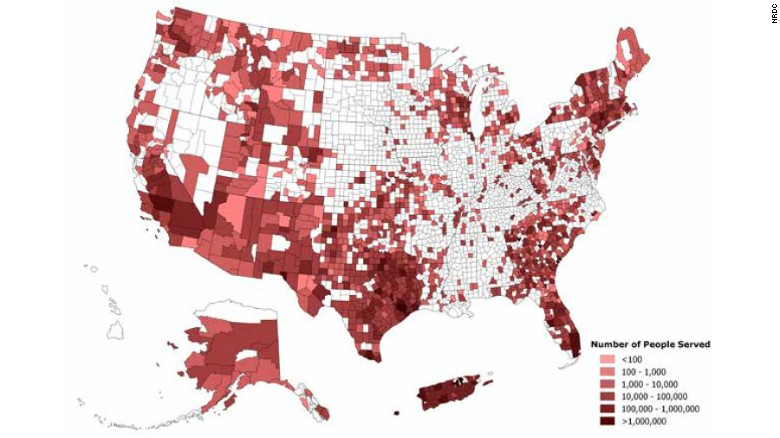 NRDC
Number of People Served
<100
100 - 1,000
1,000 - 10,000
10,000 - 100,000
100,000 - 1,000,000
>1,000,000